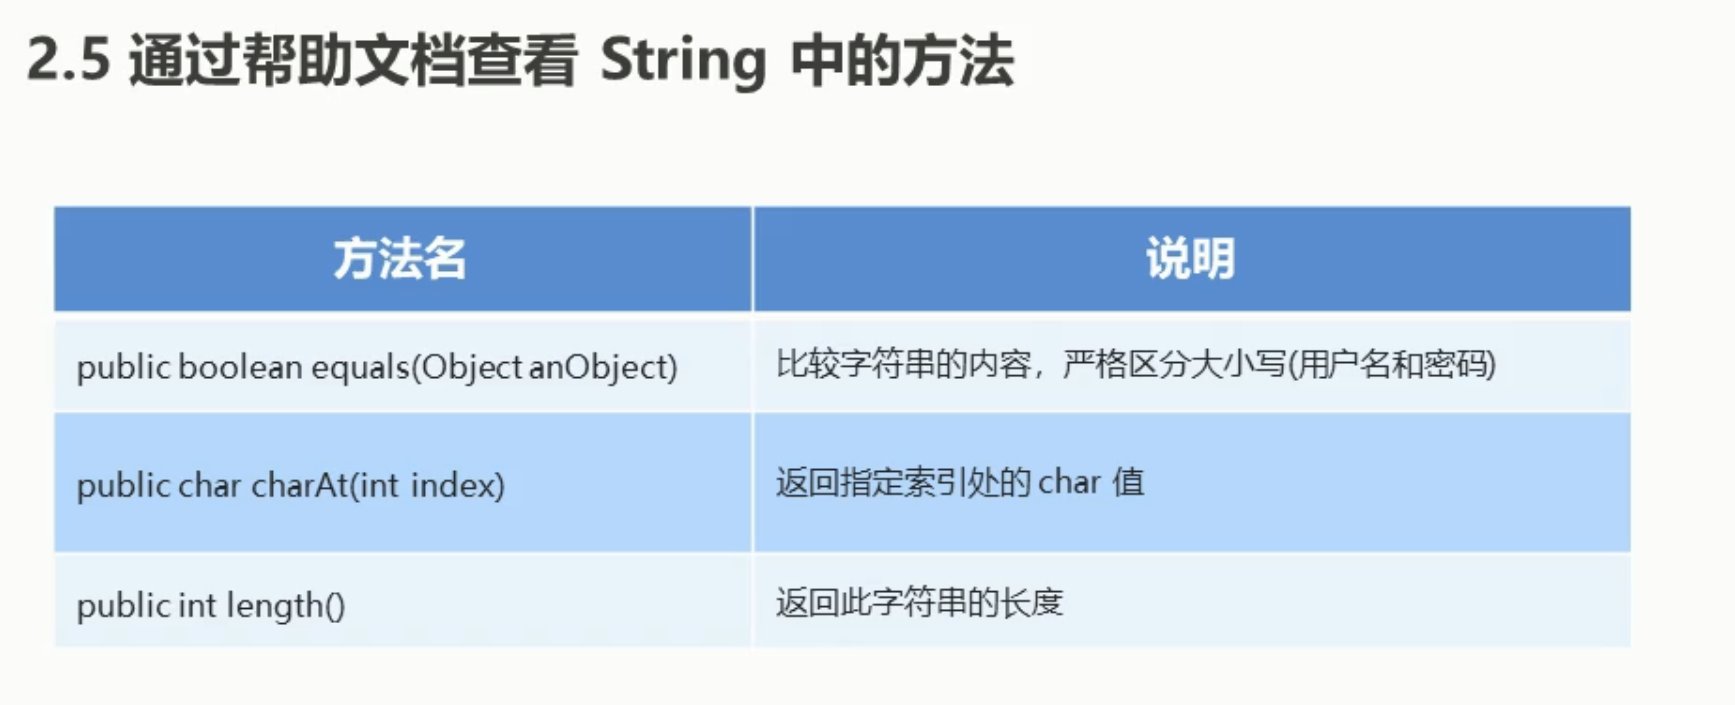 2.5 通过帮助文档查看 String 中的方法
方法名 说明
public boolean equals(Object anObject) 比较字符串的内容，严格区分大小写(用户名和密码)
public char charAt(int index) 返回指定索引处的 char 值
public int length() 返回此字符串的长度